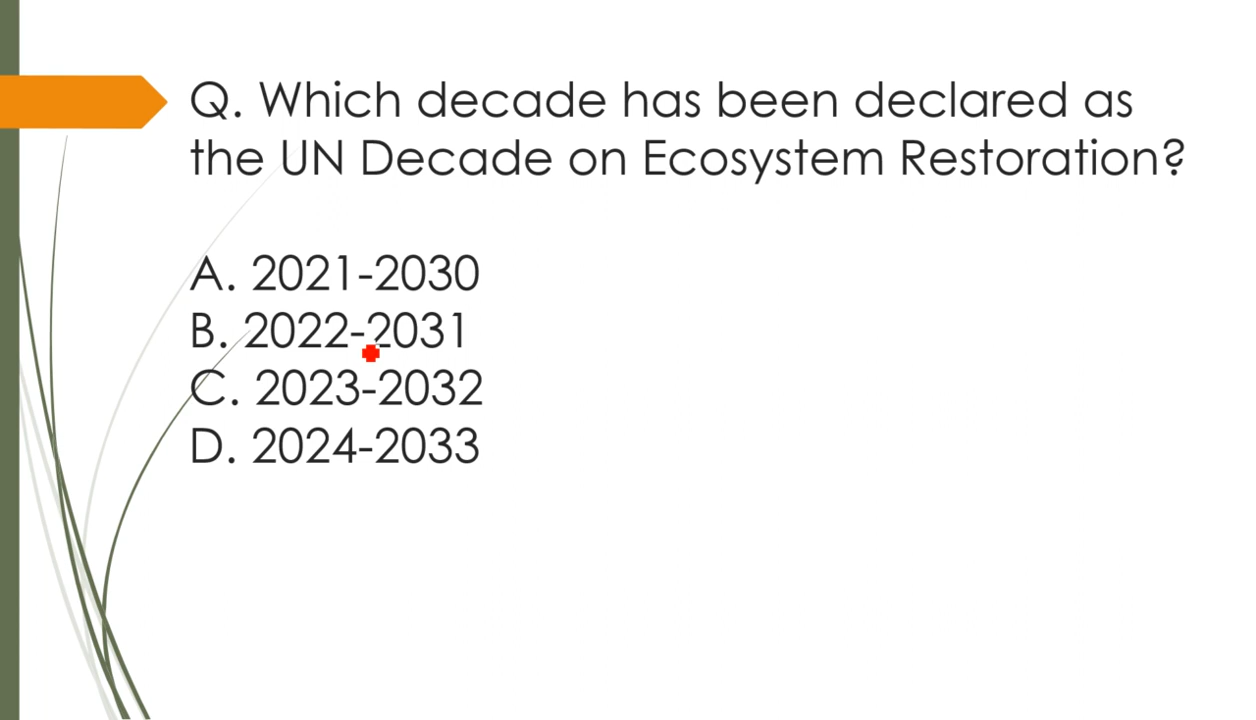 Q. Which decade has been declared as
the UN Decade on Ecosystem Restoration?
A. 2021-2030
B. 2022-2031
C. 2023-2032
D. 2024-2033